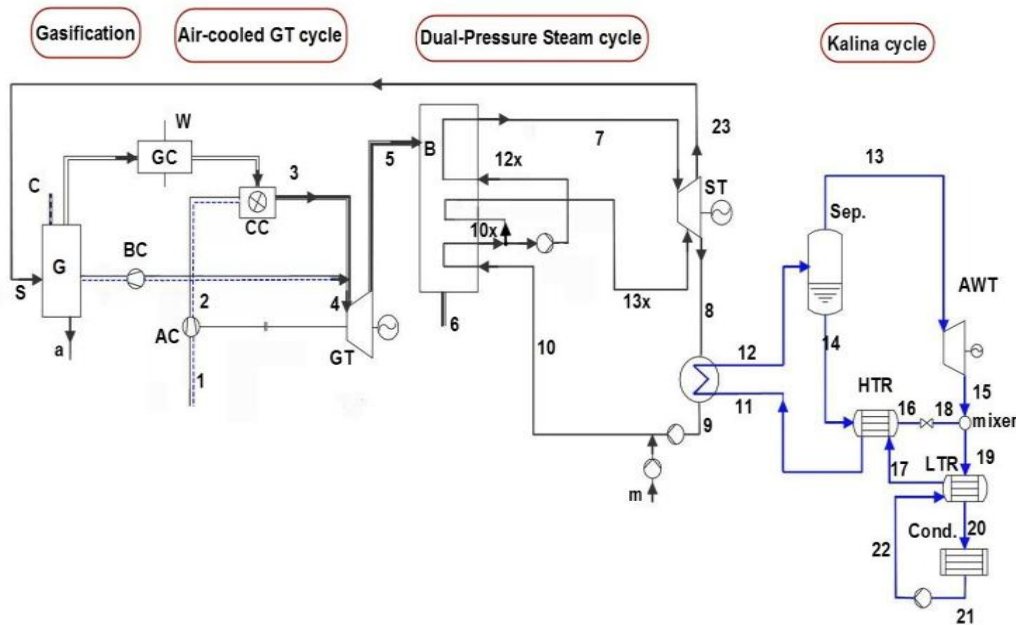 Gasification
Air-cooled GT cycle
Dual-Pressure Steam cycle
Kalina cycle
W
GC
C
3
5
B
7
12x
23
ST
13
Sep.
CC
G
BC
10x
S
2
4
13x
AWT
a
AC
GT
6
10
8
12
14
1
11
HTR
16
18
15
mixer
9
17
LTR
19
m
Cond.
20
22
21